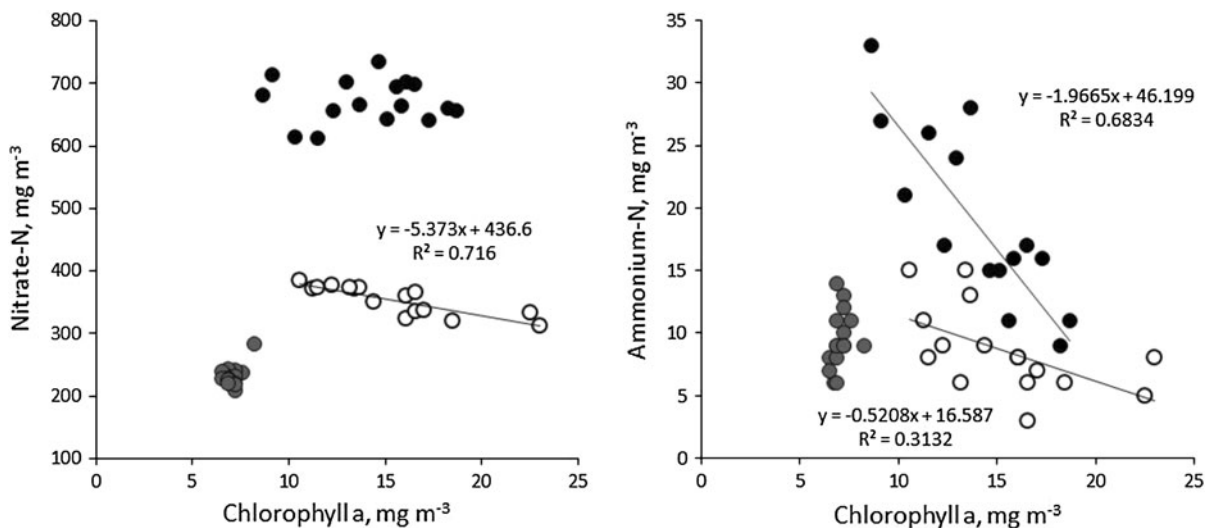 800
700
600
500
400
300
200
100
0
5
10
15
20
25
Nitrate-N, mg m⁻³
Chlorophyll a, mg m⁻³
y = -5.373x + 436.6
R² = 0.716
35
30
25
20
15
10
5
0
0
5
10
15
20
25
Ammonium-N, mg m⁻³
Chlorophyll a, mg m⁻³
y = -1.9665x + 46.199
R² = 0.6834
y = -0.5208x + 16.587
R² = 0.3132